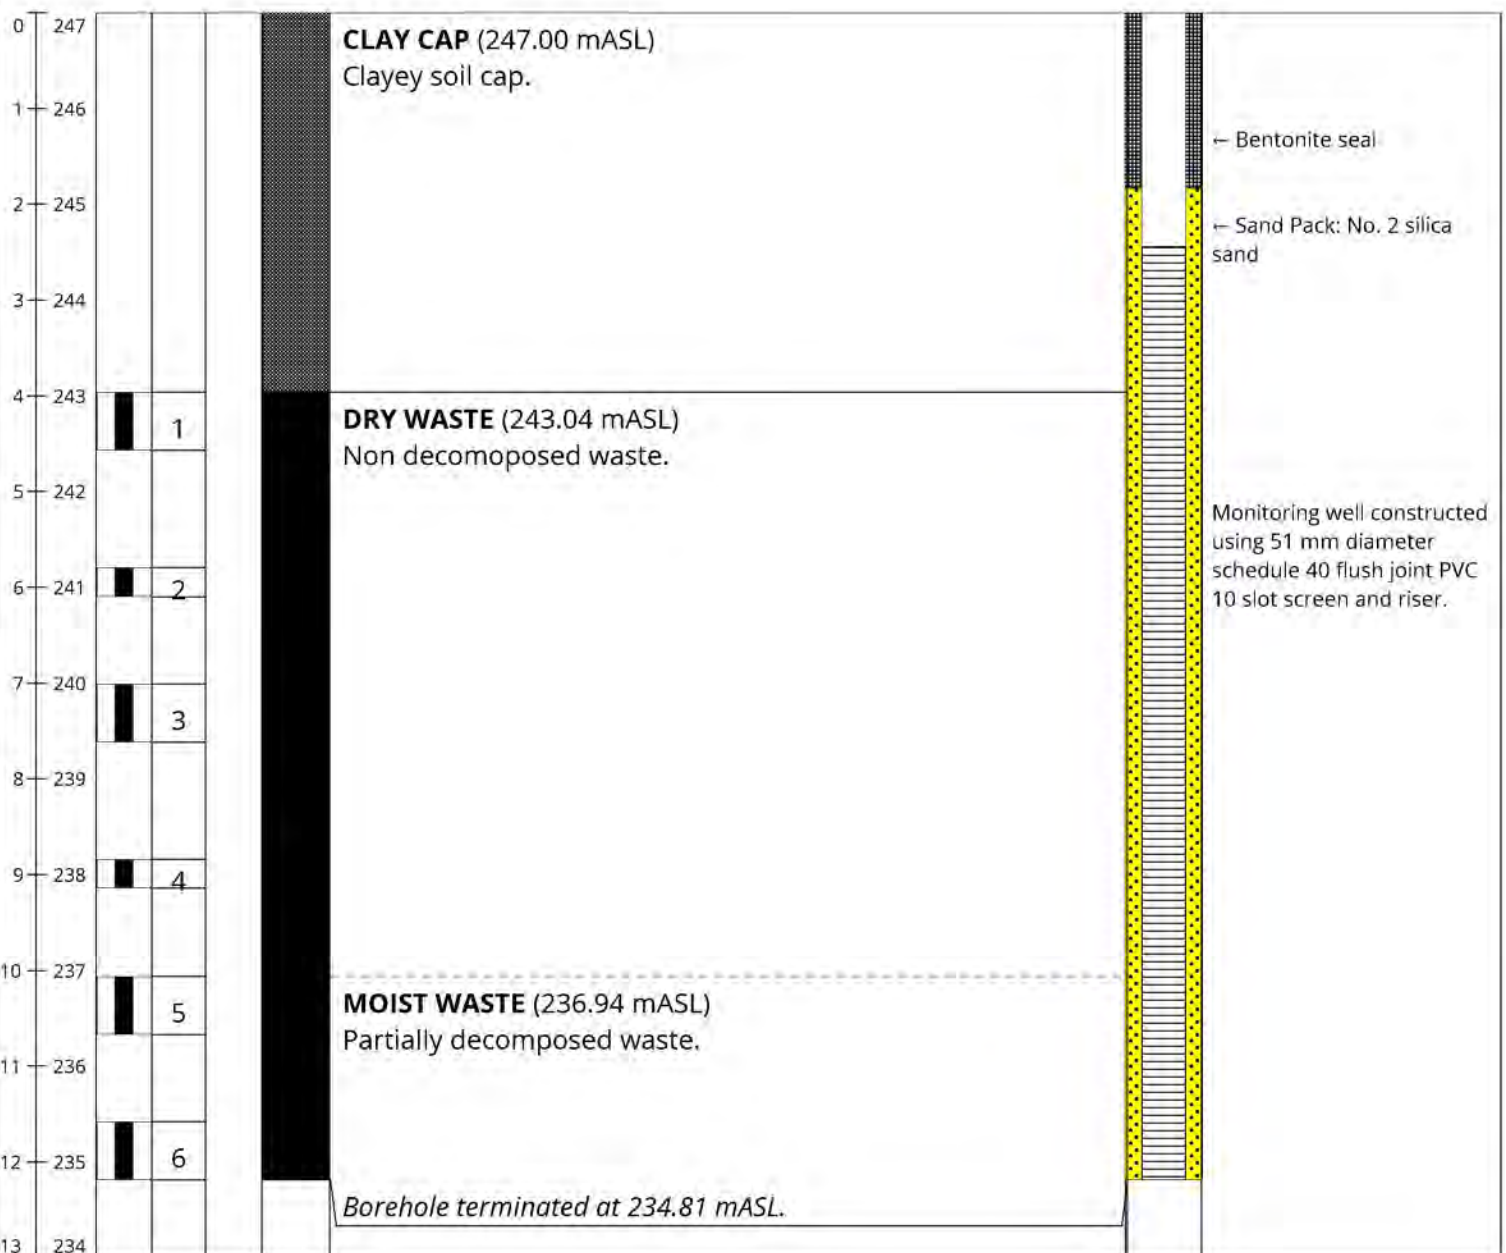 0 247
CLAY CAP (247.00 mASL)
Clayey soil cap.
1 246
← Bentonite seal
2 245
← Sand Pack: No. 2 silica
sand
3 244
4 243
1
DRY WASTE (243.04 mASL)
Non decomoposed waste.
5 242
Monitoring well constructed
using 51 mm diameter
schedule 40 flush joint PVC
10 slot screen and riser.
6 241
2
7 240
3
8 239
9 238
4
10 237
MOIST WASTE (236.94 mASL)
5
Partially decomposed waste.
11 236
12 235
6
Borehole terminated at 234.81 mASL.
13 234